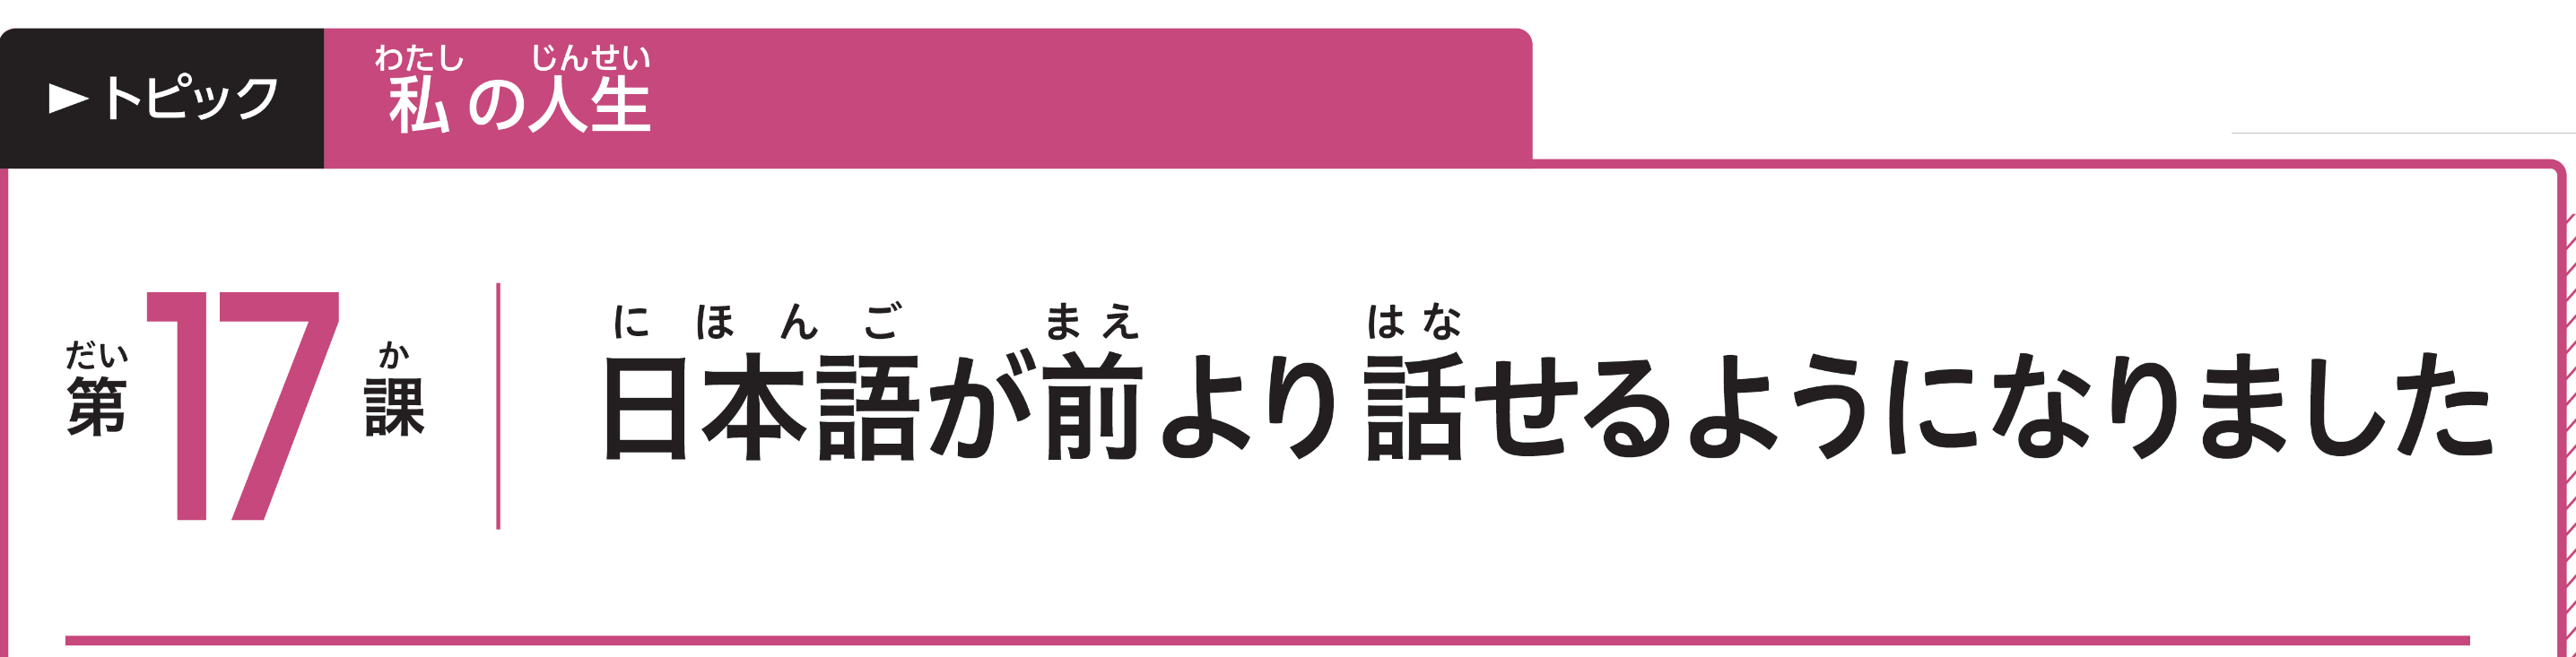 ▶トピック 私の人生
わたし じんせい
第17課 日本語が前より話せるようになりました
だい か にほんご まえ はな